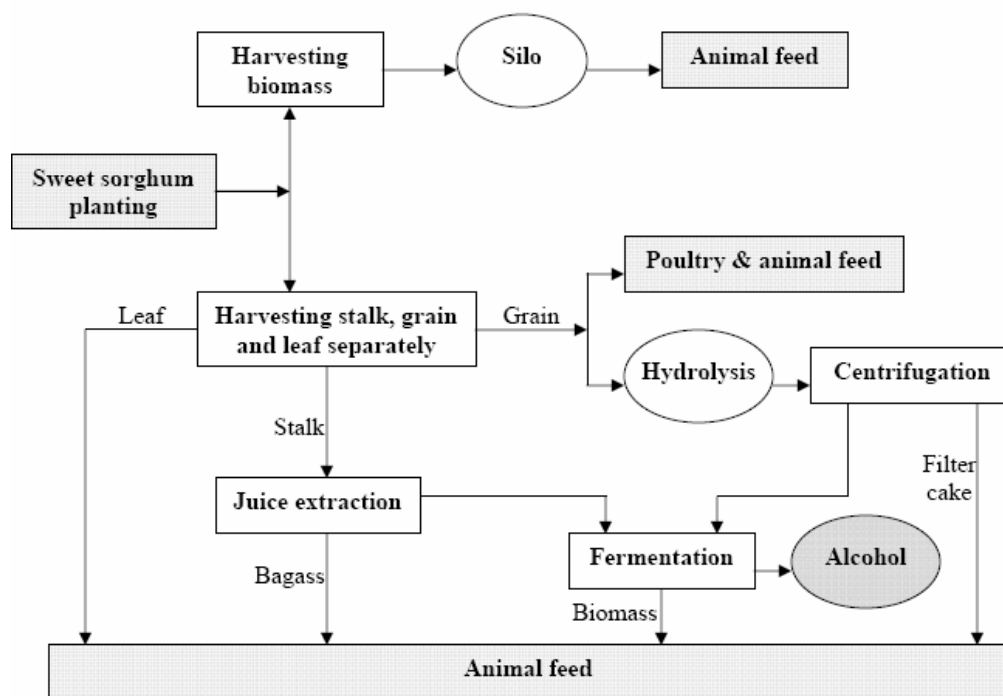 Harvesting
biomass
Silo
Animal feed
Sweet sorghum
planting
Poultry & animal feed
Leaf
Harvesting stalk, grain
and leaf separately
Grain
Hydrolysis
Centrifugation
Stalk
Filter
cake
Juice extraction
Fermentation
Alcohol
Bagass
Biomass
Animal feed